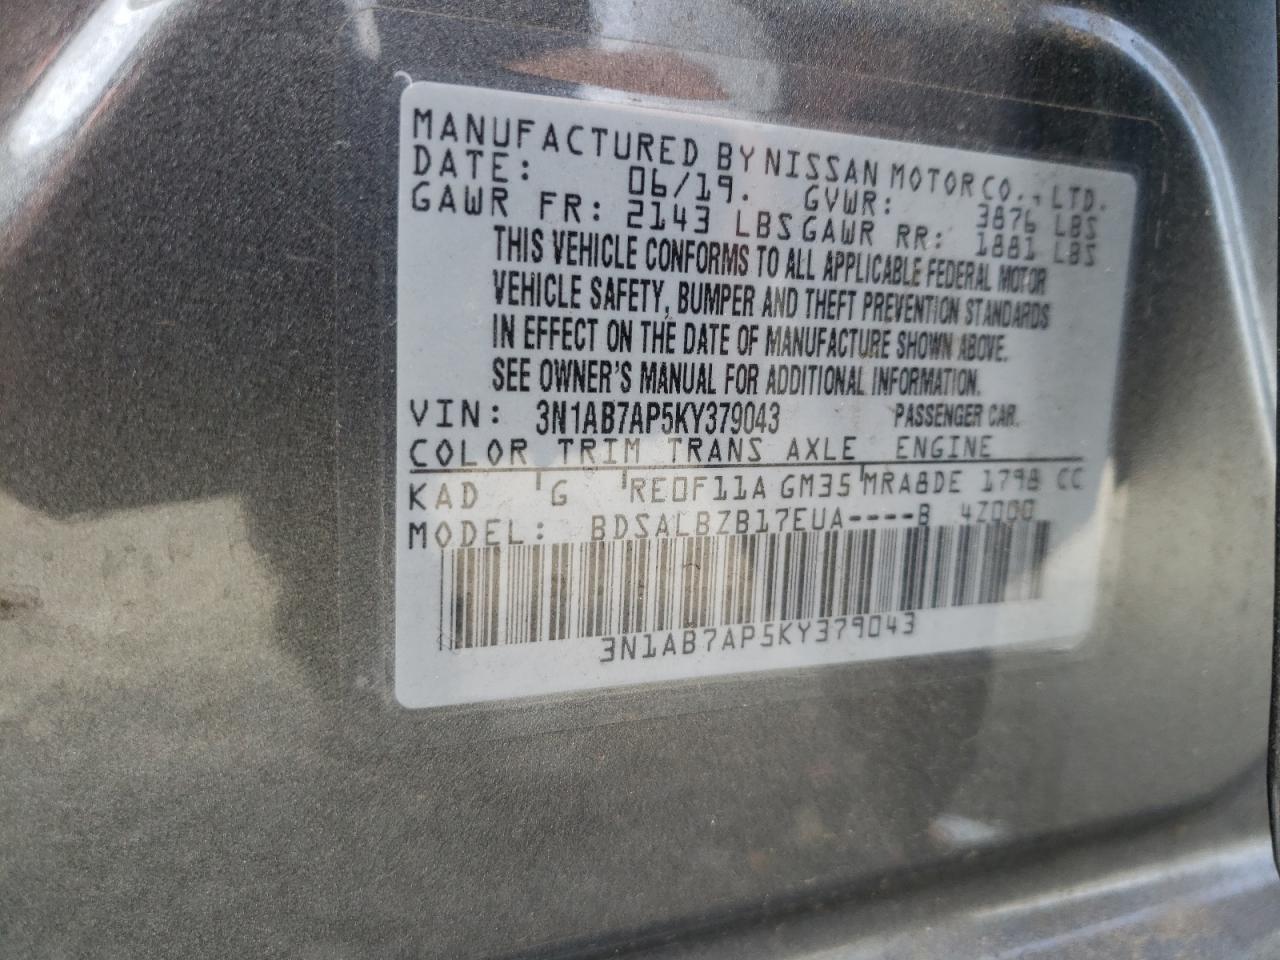 MANUFACTURED BY NISSAN MOTOR CO., LTD.
DATE: 06/19. GVWR: 3876 LBS
GAWR FR: 2143 LBS GAWR RR: 1881 LBS
THIS VEHICLE CONFORMS TO ALL APPLICABLE FEDERAL MOTOR
VEHICLE SAFETY, BUMPER AND THEFT PREVENTION STANDARDS
IN EFFECT ON THE DATE OF MANUFACTURE SHOWN ABOVE.
SEE OWNER'S MANUAL FOR ADDITIONAL INFORMATION.
VIN: 3N1AB7AP5KY379043 PASSENGER CAR.
COLOR TRIM TRANS AXLE ENGINE
KAD G RE0F11A GM35 MRA8DE 1798 CC
MODEL: BDSALBZB17EUA----B 4Z000
3N1AB7AP5KY379043